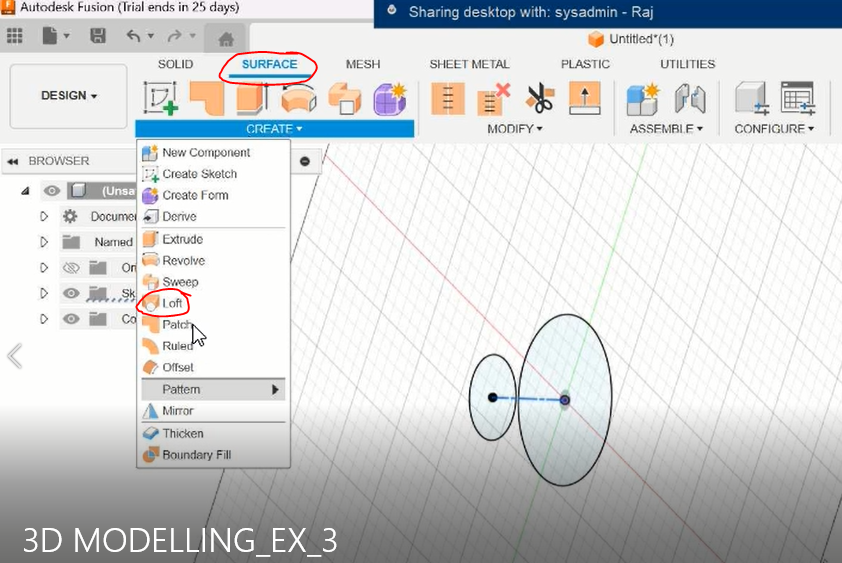 Autodesk Fusion (Trial ends in 25 days)
Sharing desktop with: sysadmin - Raj
Untitled*(1)
SOLID SURFACE MESH SHEET METAL PLASTIC UTILITIES
DESIGN
CREATE MODIFY ASSEMBLE CONFIGURE
BROWSER
(Unsa
Docume
Named
Ori
Sk
Co
New Component
Create Sketch
Create Form
Derive
Extrude
Revolve
Sweep
Loft
Patch
Ruled
Offset
Pattern
Mirror
Thicken
Boundary Fill
3D MODELLING_EX_3